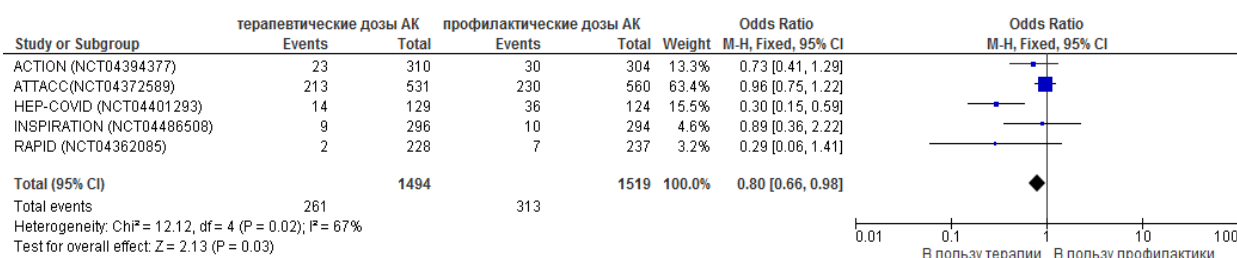 терапевтические дозы АК профилактические дозы АК Odds Ratio Odds Ratio
Study or Subgroup Events Total Events Total Weight M-H, Fixed, 95% CI M-H, Fixed, 95% CI
ACTION (NCT04394377) 23 310 30 304 13.3% 0.73 [0.41, 1.29]
ATTACC(NCT04372589) 213 531 230 560 63.4% 0.96 [0.75, 1.22]
HEP-COVID (NCT04401293) 14 129 36 124 15.5% 0.30 [0.15, 0.59]
INSPIRATION (NCT04486508) 9 296 10 294 4.6% 0.89 [0.36, 2.22]
RAPID (NCT04362085) 2 228 7 237 3.2% 0.29 [0.06, 1.41]
Total (95% CI) 1494 1519 100.0% 0.80 [0.66, 0.98]
Total events 261 313
Heterogeneity: Chi² = 12.12, df = 4 (P = 0.02); I² = 67%
Test for overall effect: Z = 2.13 (P = 0.03)
0.01 0.1 1 10 100
В пользу терапии В пользу профилактики